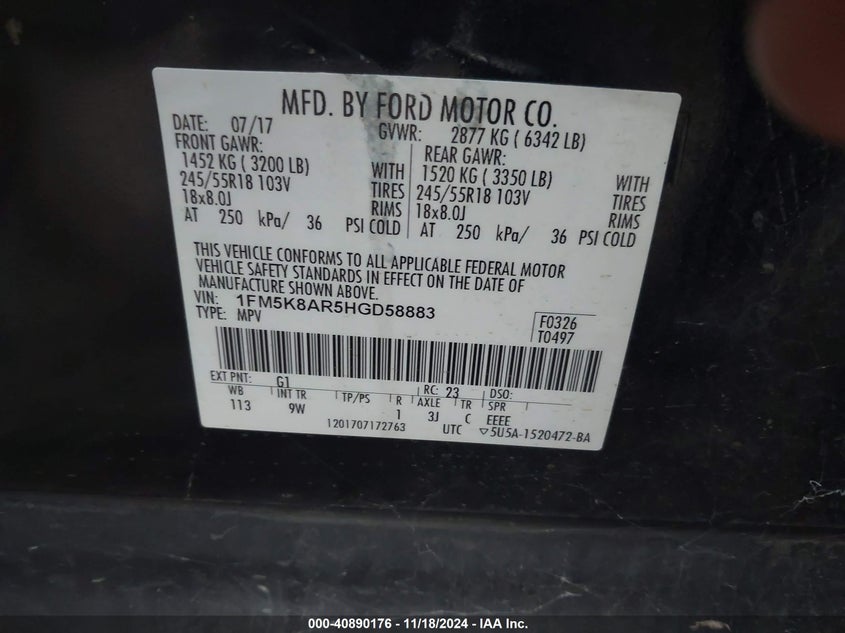 MFD. BY FORD MOTOR CO.
DATE: 07/17 GVWR: 2877 KG ( 6342 LB)
FRONT GAWR: REAR GAWR:
1452 KG ( 3200 LB) WITH 1520 KG ( 3350 LB) WITH
245/55R18 103V TIRES 245/55R18 103V TIRES
18x8.0J RIMS 18x8.0J RIMS
AT 250 kPa/ 36 PSI COLD AT 250 kPa/ 36 PSI COLD
THIS VEHICLE CONFORMS TO ALL APPLICABLE FEDERAL MOTOR
VEHICLE SAFETY STANDARDS IN EFFECT ON THE DATE OF
MANUFACTURE SHOWN ABOVE.
VIN: 1FM5K8AR5HGD58883
TYPE: MPV
F0326
T0497
EXT PNT: G1 RC: 23 DSO:
WB INT TR TP/PS R AXLE TR SPR
113 9W 1 3J C EEEE
1201707172763 UTC ▽5U5A-1520472-BA
000-40890176 - 11/18/2024 - IAA Inc.